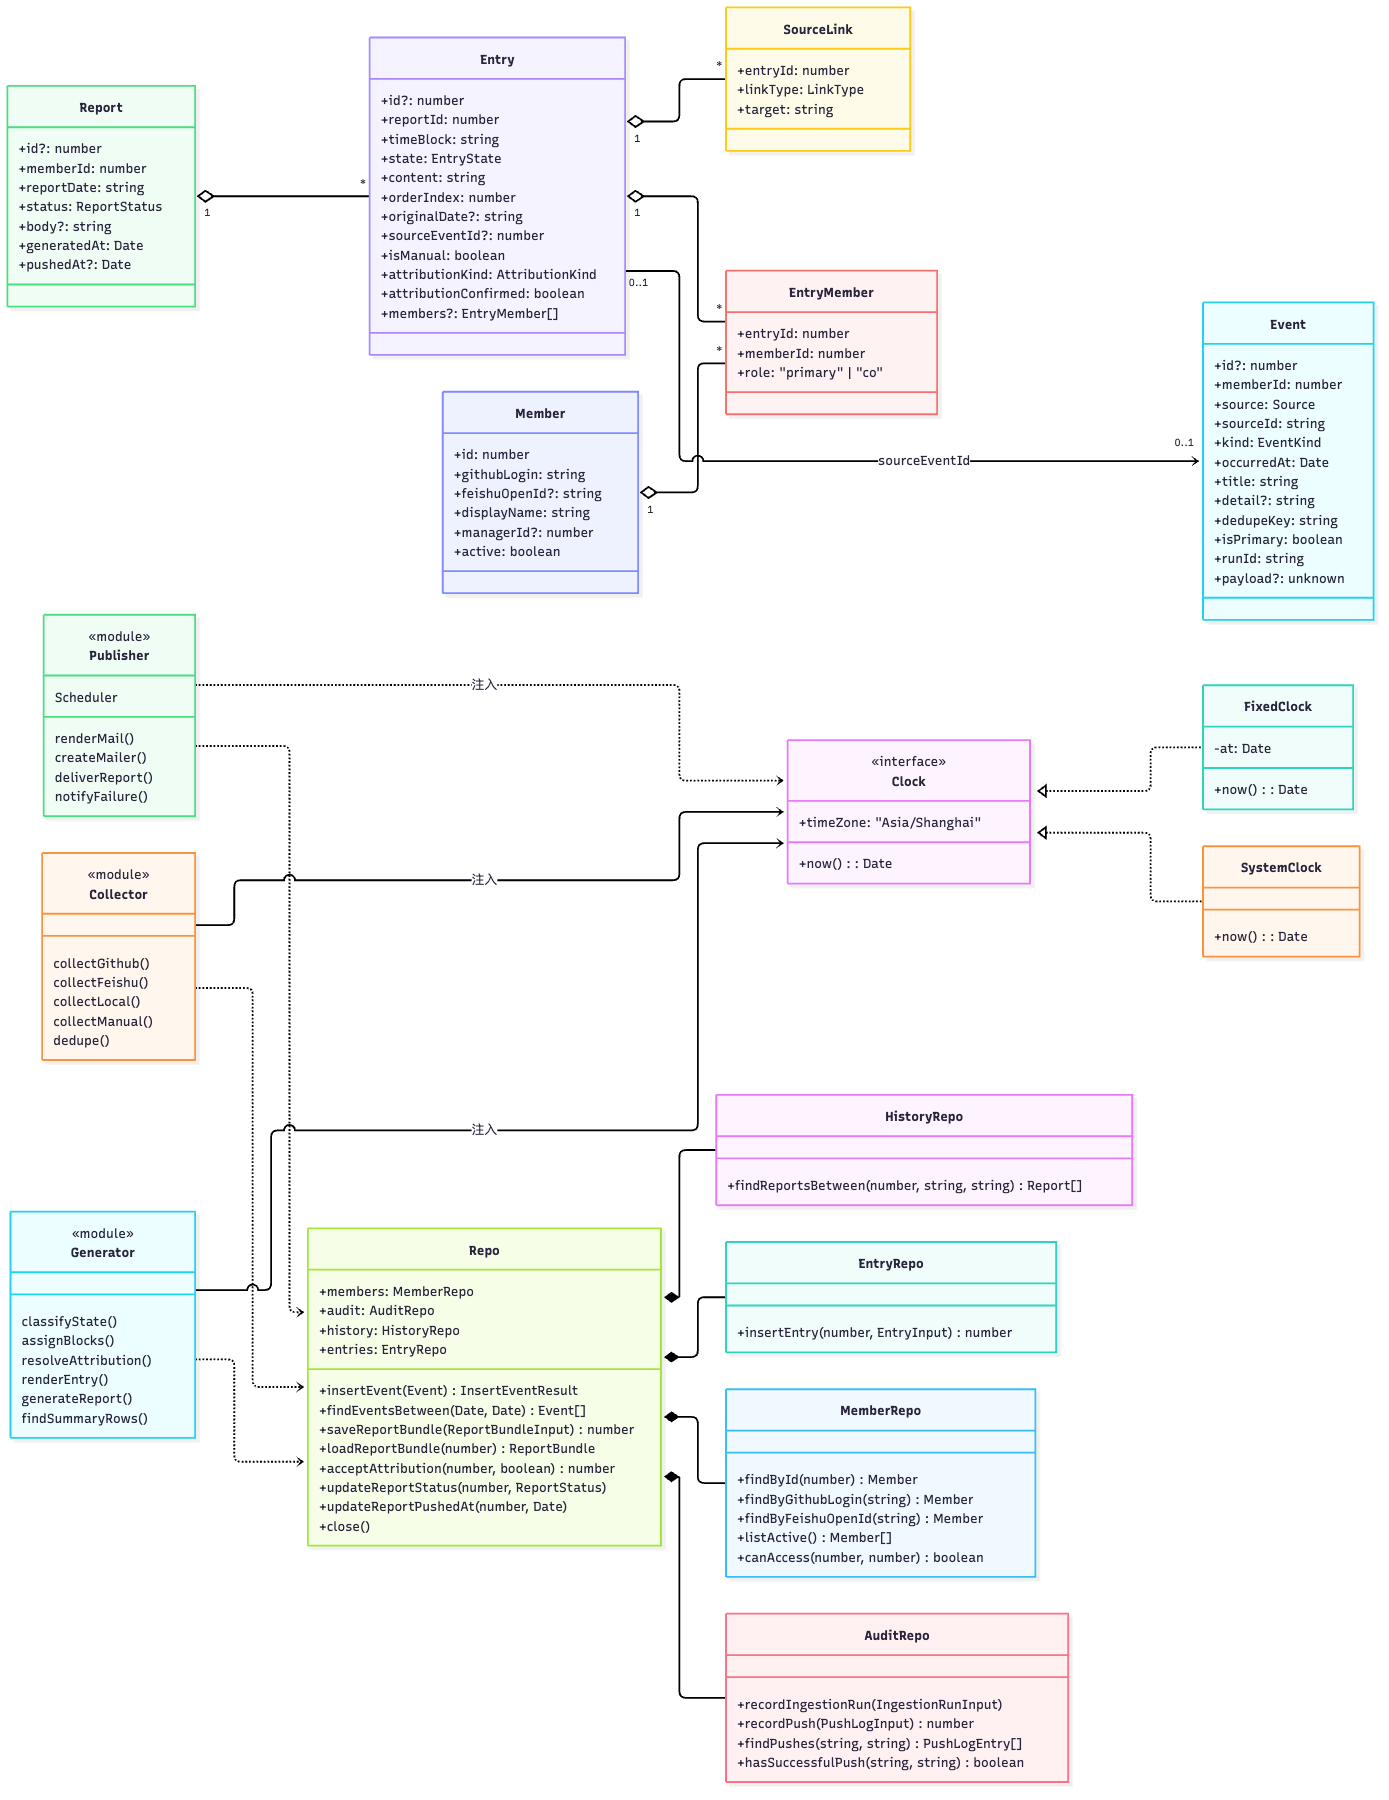 SourceLink
+entryId: number
+linkType: LinkType
+target: string
Entry
+id?: number
+reportId: number
+timeBlock: string
+state: EntryState
+content: string
+orderIndex: number
+originalDate?: string
+sourceEventId?: number
+isManual: boolean
+attributionKind: AttributionKind
+attributionConfirmed: boolean
+members?: EntryMember[]
Report
+id?: number
+memberId: number
+reportDate: string
+status: ReportStatus
+body?: string
+generatedAt: Date
+pushedAt?: Date
1
*
1
*
1
*
0..1
EntryMember
+entryId: number
+memberId: number
+role: "primary" | "co"
*
Member
+id: number
+githubLogin: string
+feishuOpenId?: string
+displayName: string
+managerId?: number
+active: boolean
1
sourceEventId
0..1
Event
+id?: number
+memberId: number
+source: Source
+sourceId: string
+kind: EventKind
+occurredAt: Date
+title: string
+detail?: string
+dedupeKey: string
+isPrimary: boolean
+runId: string
+payload?: unknown
«module»
Publisher
Scheduler
renderMail()
createMailer()
deliverReport()
notifyFailure()
注入
«interface»
Clock
+timeZone: "Asia/Shanghai"
+now() : : Date
FixedClock
-at: Date
+now() : : Date
SystemClock
+now() : : Date
«module»
Collector
collectGithub()
collectFeishu()
collectLocal()
collectManual()
dedupe()
注入
注入
«module»
Generator
classifyState()
assignBlocks()
resolveAttribution()
renderEntry()
generateReport()
findSummaryRows()
Repo
+members: MemberRepo
+audit: AuditRepo
+history: HistoryRepo
+entries: EntryRepo
+insertEvent(Event) : InsertEventResult
+findEventsBetween(Date, Date) : Event[]
+saveReportBundle(ReportBundleInput) : number
+loadReportBundle(number) : ReportBundle
+acceptAttribution(number, boolean) : number
+updateReportStatus(number, ReportStatus)
+updateReportPushedAt(number, Date)
+close()
HistoryRepo
+findReportsBetween(number, string, string) : Report[]
EntryRepo
+insertEntry(number, EntryInput) : number
MemberRepo
+findById(number) : Member
+findByGithubLogin(string) : Member
+findByFeishuOpenId(string) : Member
+listActive() : Member[]
+canAccess(number, number) : boolean
AuditRepo
+recordIngestionRun(IngestionRunInput)
+recordPush(PushLogInput) : number
+findPushes(string, string) : PushLogEntry[]
+hasSuccessfulPush(string, string) : boolean